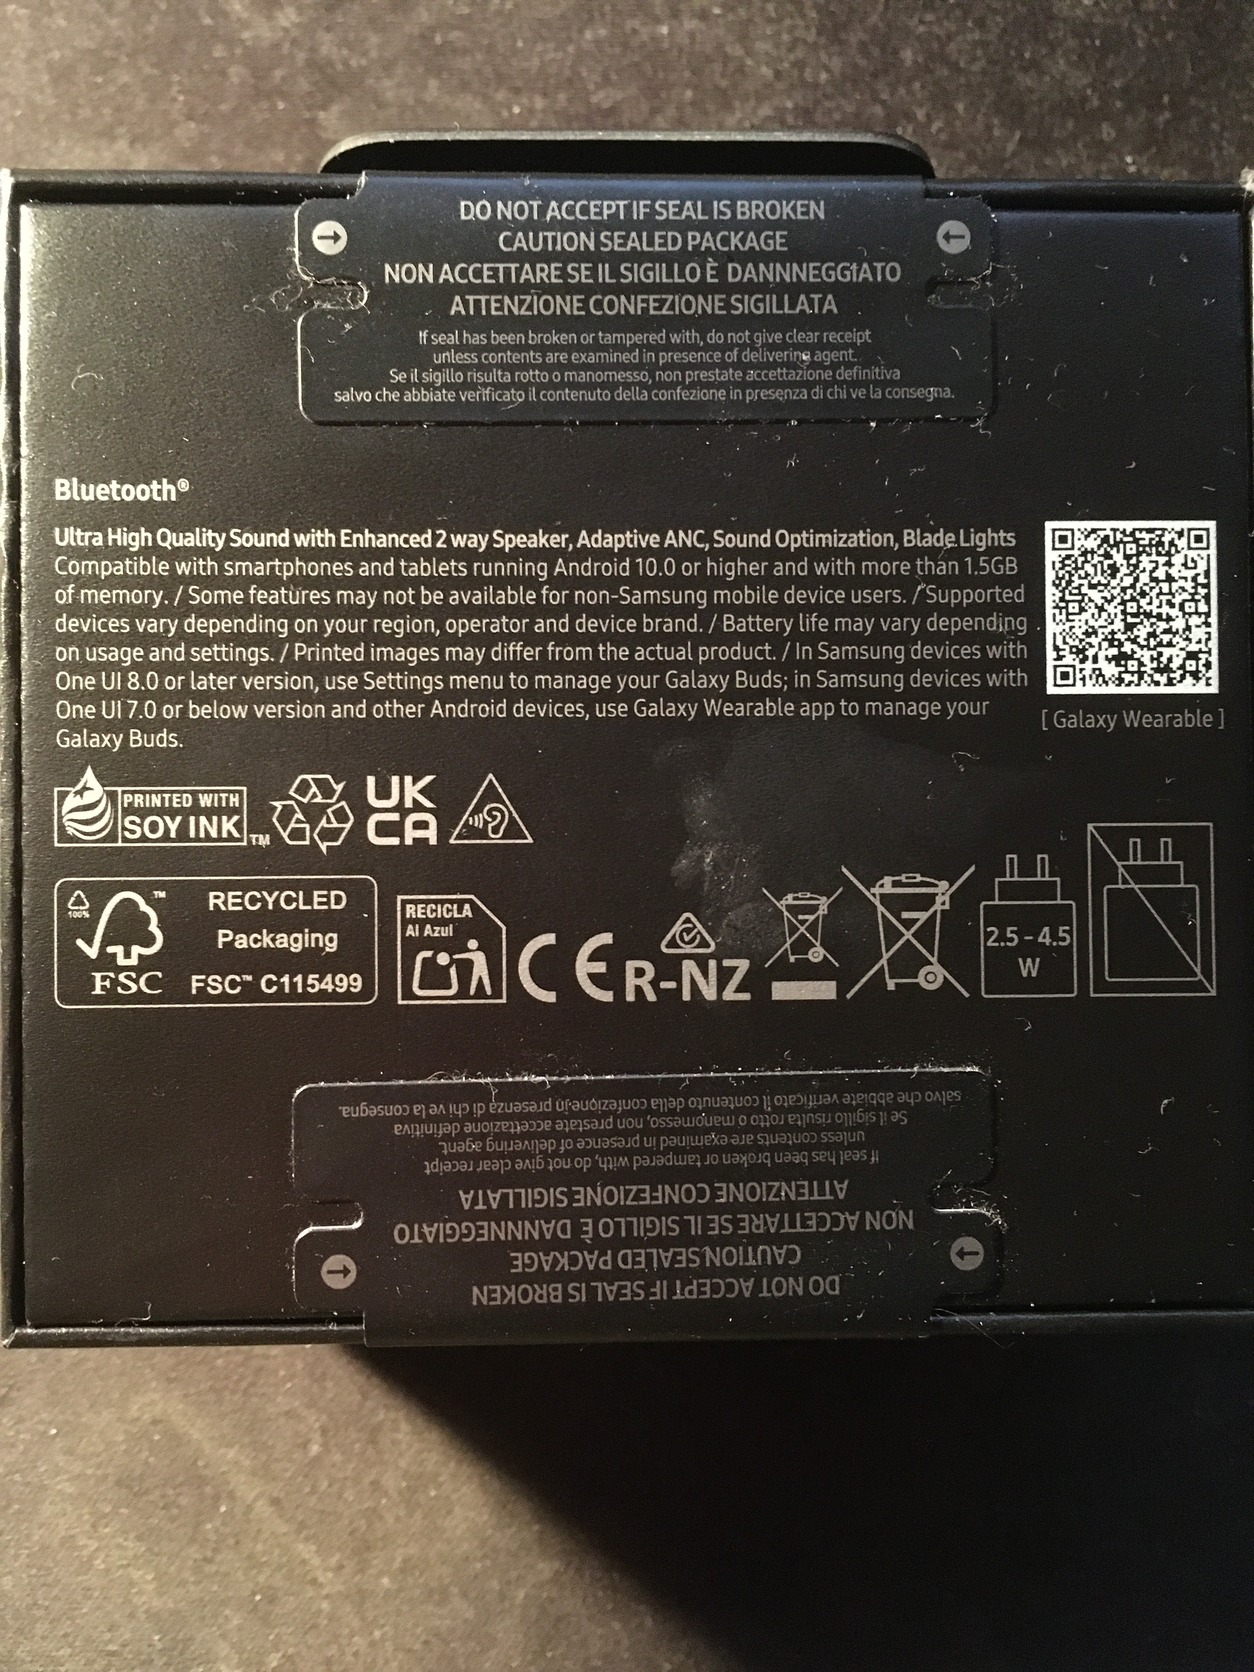 DO NOT ACCEPT IF SEAL IS BROKEN
CAUTION SEALED PACKAGE
NON ACCETTARE SE IL SIGILLO È DANNNEGGIATO
ATTENZIONE CONFEZIONE SIGILLATA
If seal has been broken or tampered with, do not give clear receipt
unless contents are examined in presence of delivering agent.
Se il sigillo risulta rotto o manomesso, non prestate accettazione definitiva
salvo che abbiate verificato il contenuto della confezione in presenza di chi ve la consegna.
Bluetooth®
Ultra High Quality Sound with Enhanced 2 way Speaker, Adaptive ANC, Sound Optimization, Blade Lights
Compatible with smartphones and tablets running Android 10.0 or higher and with more than 1.5GB
of memory. / Some features may not be available for non-Samsung mobile device users. / Supported
devices vary depending on your region, operator and device brand. / Battery life may vary depending
on usage and settings. / Printed images may differ from the actual product. / In Samsung devices with
One UI 8.0 or later version, use Settings menu to manage your Galaxy Buds; in Samsung devices with
One UI 7.0 or below version and other Android devices, use Galaxy Wearable app to manage your
Galaxy Buds.
[ Galaxy Wearable ]
PRINTED WITH
SOY INK™
UK
CA
100%
™
FSC
RECYCLED
Packaging
FSC™ C115499
RECICLA
Al Azul
CE
R-NZ
2.5 - 4.5
W
DO NOT ACCEPT IF SEAL IS BROKEN
CAUTION SEALED PACKAGE
NON ACCETTARE SE IL SIGILLO È DANNNEGGIATO
ATTENZIONE CONFEZIONE SIGILLATA
If seal has been broken or tampered with, do not give clear receipt
unless contents are examined in presence of delivering agent.
Se il sigillo risulta rotto o manomesso, non prestate accettazione definitiva
salvo che abbiate verificato il contenuto della confezione in presenza di chi ve la consegna.